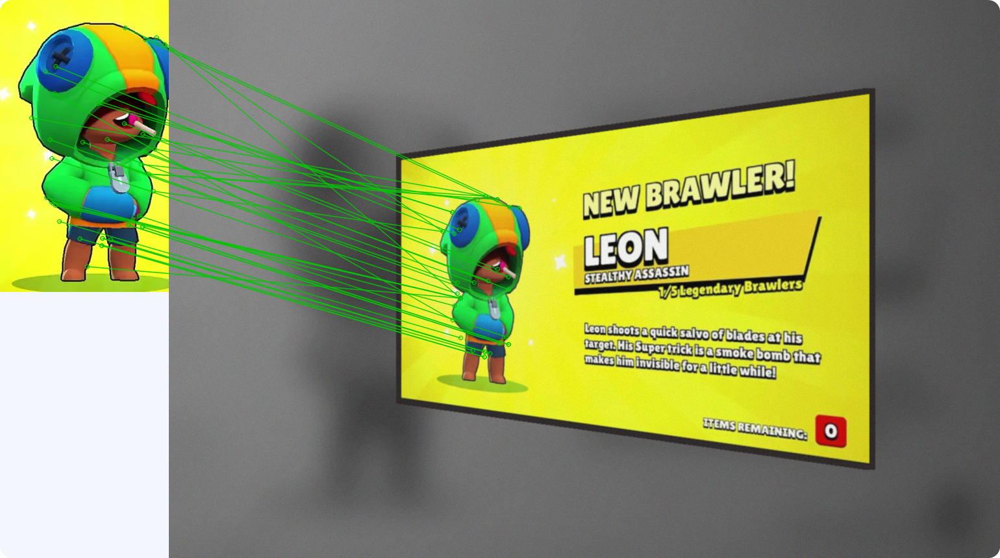 NEW BRAWLER!
LEON
STEALTHY ASSASSIN
1/5 Legendary Brawlers
Leon shoots a quick salvo of blades at his
target. His Super trick is a smoke bomb that
makes him invisible for a little while!
ITEMS REMAINING: 0